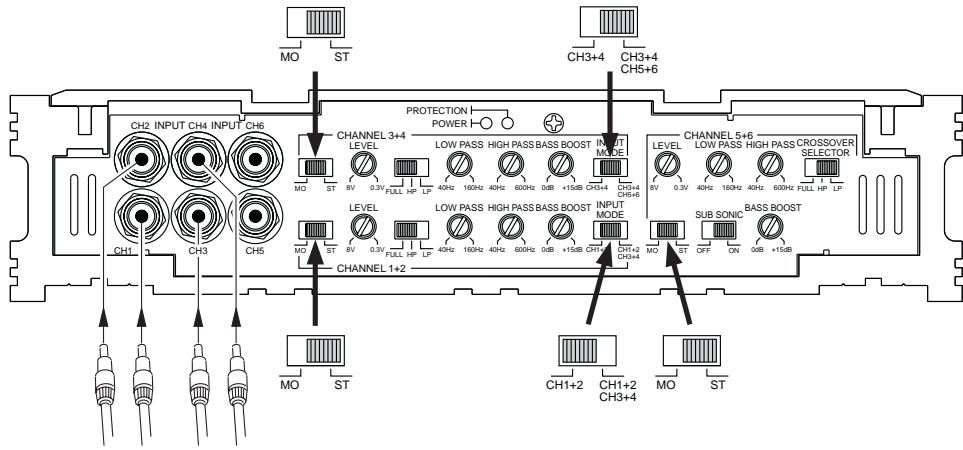 MO ST
CH3+4 CH3+4
CH5+6
PROTECTION
POWER
CH2 INPUT CH4 INPUT CH6
CHANNEL 3+4
LEVEL LOW PASS HIGH PASS BASS BOOST INPUT
MODE
MO ST 8V 0.3V FULL HP LP 40Hz 160Hz 40Hz 600Hz 0dB +15dB CH3+4 CH3+4
CH5+6
CHANNEL 5+6
LEVEL LOW PASS HIGH PASS CROSSOVER
SELECTOR
8V 0.3V 40Hz 160Hz 40Hz 600Hz FULL HP LP
LEVEL LOW PASS HIGH PASS BASS BOOST INPUT
MODE
MO ST 8V 0.3V FULL HP LP 40Hz 160Hz 40Hz 600Hz 0dB +15dB CH1+2 CH1+2
CH3+4
CHANNEL 1+2
SUB SONIC BASS BOOST
MO ST OFF ON 0dB +15dB
CH1 CH3 CH5
MO ST
CH1+2 CH1+2
CH3+4
MO ST